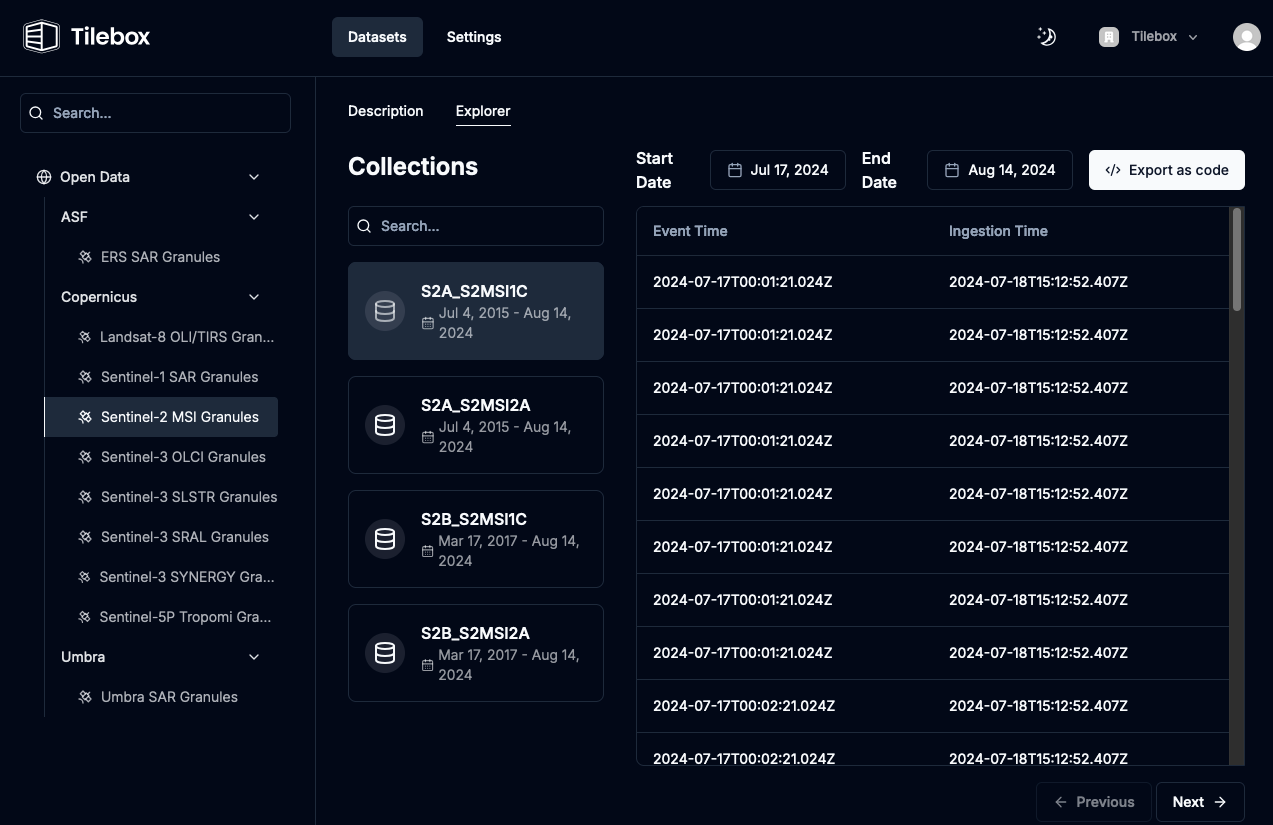 Tilebox
Datasets
Settings
Tilebox
Search...
Open Data
ASF
ERS SAR Granules
Copernicus
Landsat-8 OLI/TIRS Gran...
Sentinel-1 SAR Granules
Sentinel-2 MSI Granules
Sentinel-3 OLCI Granules
Sentinel-3 SLSTR Granules
Sentinel-3 SRAL Granules
Sentinel-3 SYNERGY Gra...
Sentinel-5P Tropomi Gra...
Umbra
Umbra SAR Granules
Description
Explorer
Collections
Search...
S2A_S2MSI1C
Jul 4, 2015 - Aug 14,
2024
S2A_S2MSI2A
Jul 4, 2015 - Aug 14,
2024
S2B_S2MSI1C
Mar 17, 2017 - Aug 14,
2024
S2B_S2MSI2A
Mar 17, 2017 - Aug 14,
2024
Start
Date
Jul 17, 2024
End
Date
Aug 14, 2024
Export as code
Event Time Ingestion Time
2024-07-17T00:01:21.024Z 2024-07-18T15:12:52.407Z
2024-07-17T00:01:21.024Z 2024-07-18T15:12:52.407Z
2024-07-17T00:01:21.024Z 2024-07-18T15:12:52.407Z
2024-07-17T00:01:21.024Z 2024-07-18T15:12:52.407Z
2024-07-17T00:01:21.024Z 2024-07-18T15:12:52.407Z
2024-07-17T00:01:21.024Z 2024-07-18T15:12:52.407Z
2024-07-17T00:01:21.024Z 2024-07-18T15:12:52.407Z
2024-07-17T00:01:21.024Z 2024-07-18T15:12:52.407Z
2024-07-17T00:02:21.024Z 2024-07-18T15:12:52.407Z
2024-07-17T00:02:21.024Z 2024-07-18T15:12:52.407Z
Previous
Next